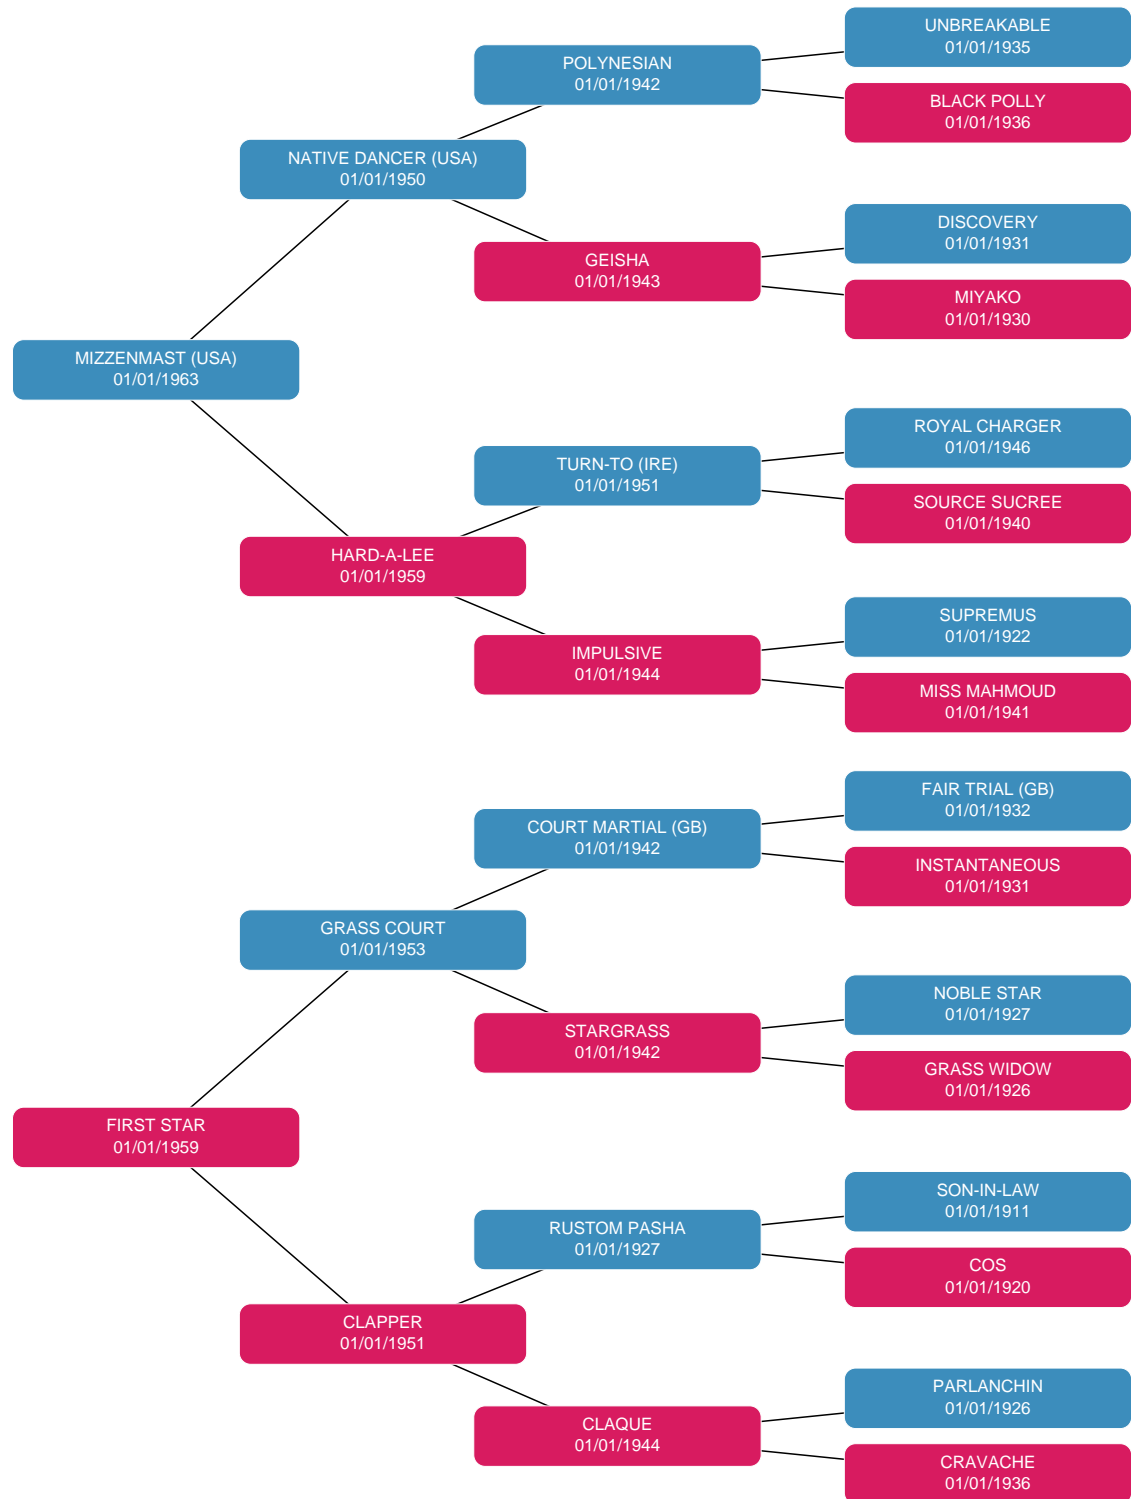 UNBREAKABLE
01/01/1935
POLYNESIAN
01/01/1942
BLACK POLLY
01/01/1936
NATIVE DANCER (USA)
01/01/1950
DISCOVERY
01/01/1931
GEISHA
01/01/1943
MIYAKO
01/01/1930
MIZZENMAST (USA)
01/01/1963
ROYAL CHARGER
01/01/1946
TURN-TO (IRE)
01/01/1951
SOURCE SUCREE
01/01/1940
HARD-A-LEE
01/01/1959
SUPREMUS
01/01/1922
IMPULSIVE
01/01/1944
MISS MAHMOUD
01/01/1941
FAIR TRIAL (GB)
01/01/1932
COURT MARTIAL (GB)
01/01/1942
INSTANTANEOUS
01/01/1931
GRASS COURT
01/01/1953
NOBLE STAR
01/01/1927
STARGRASS
01/01/1942
GRASS WIDOW
01/01/1926
FIRST STAR
01/01/1959
SON-IN-LAW
01/01/1911
RUSTOM PASHA
01/01/1927
COS
01/01/1920
CLAPPER
01/01/1951
PARLANCHIN
01/01/1926
CLAQUE
01/01/1944
CRAVACHE
01/01/1936